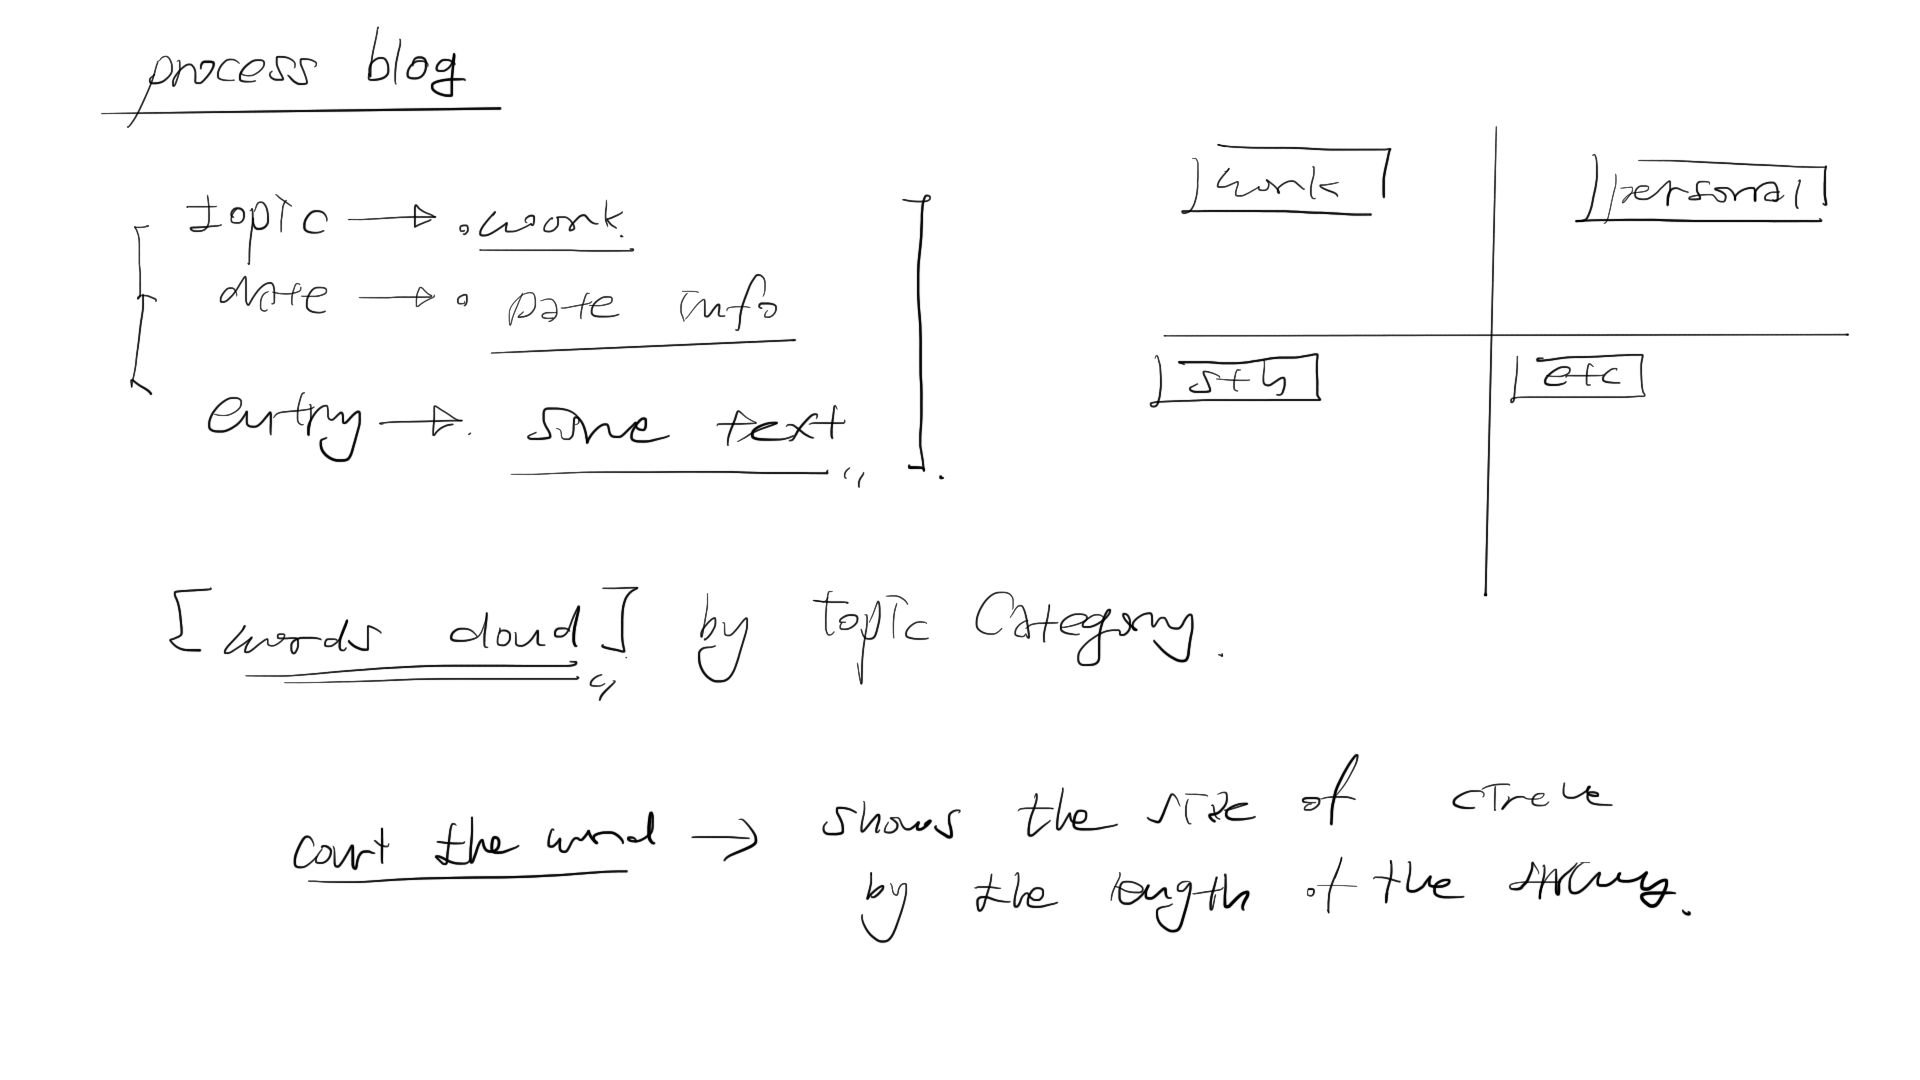 process blog
topic → . work
date → . Date info
entry → . some text
work
personal
sth
etc
[words cloud] by topic Category.
count the word → shows the size of circle
by the length of the